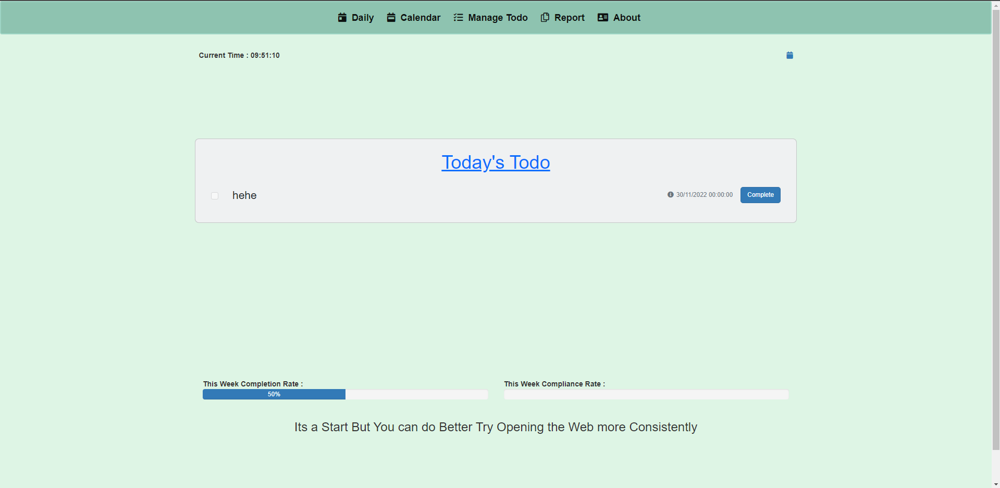 Daily Calendar Manage Todo Report About
Current Time : 09:51:10
Today's Todo
hehe 30/11/2022 00:00:00 Complete
This Week Completion Rate : This Week Compliance Rate :
50%
Its a Start But You can do Better Try Opening the Web more Consistently